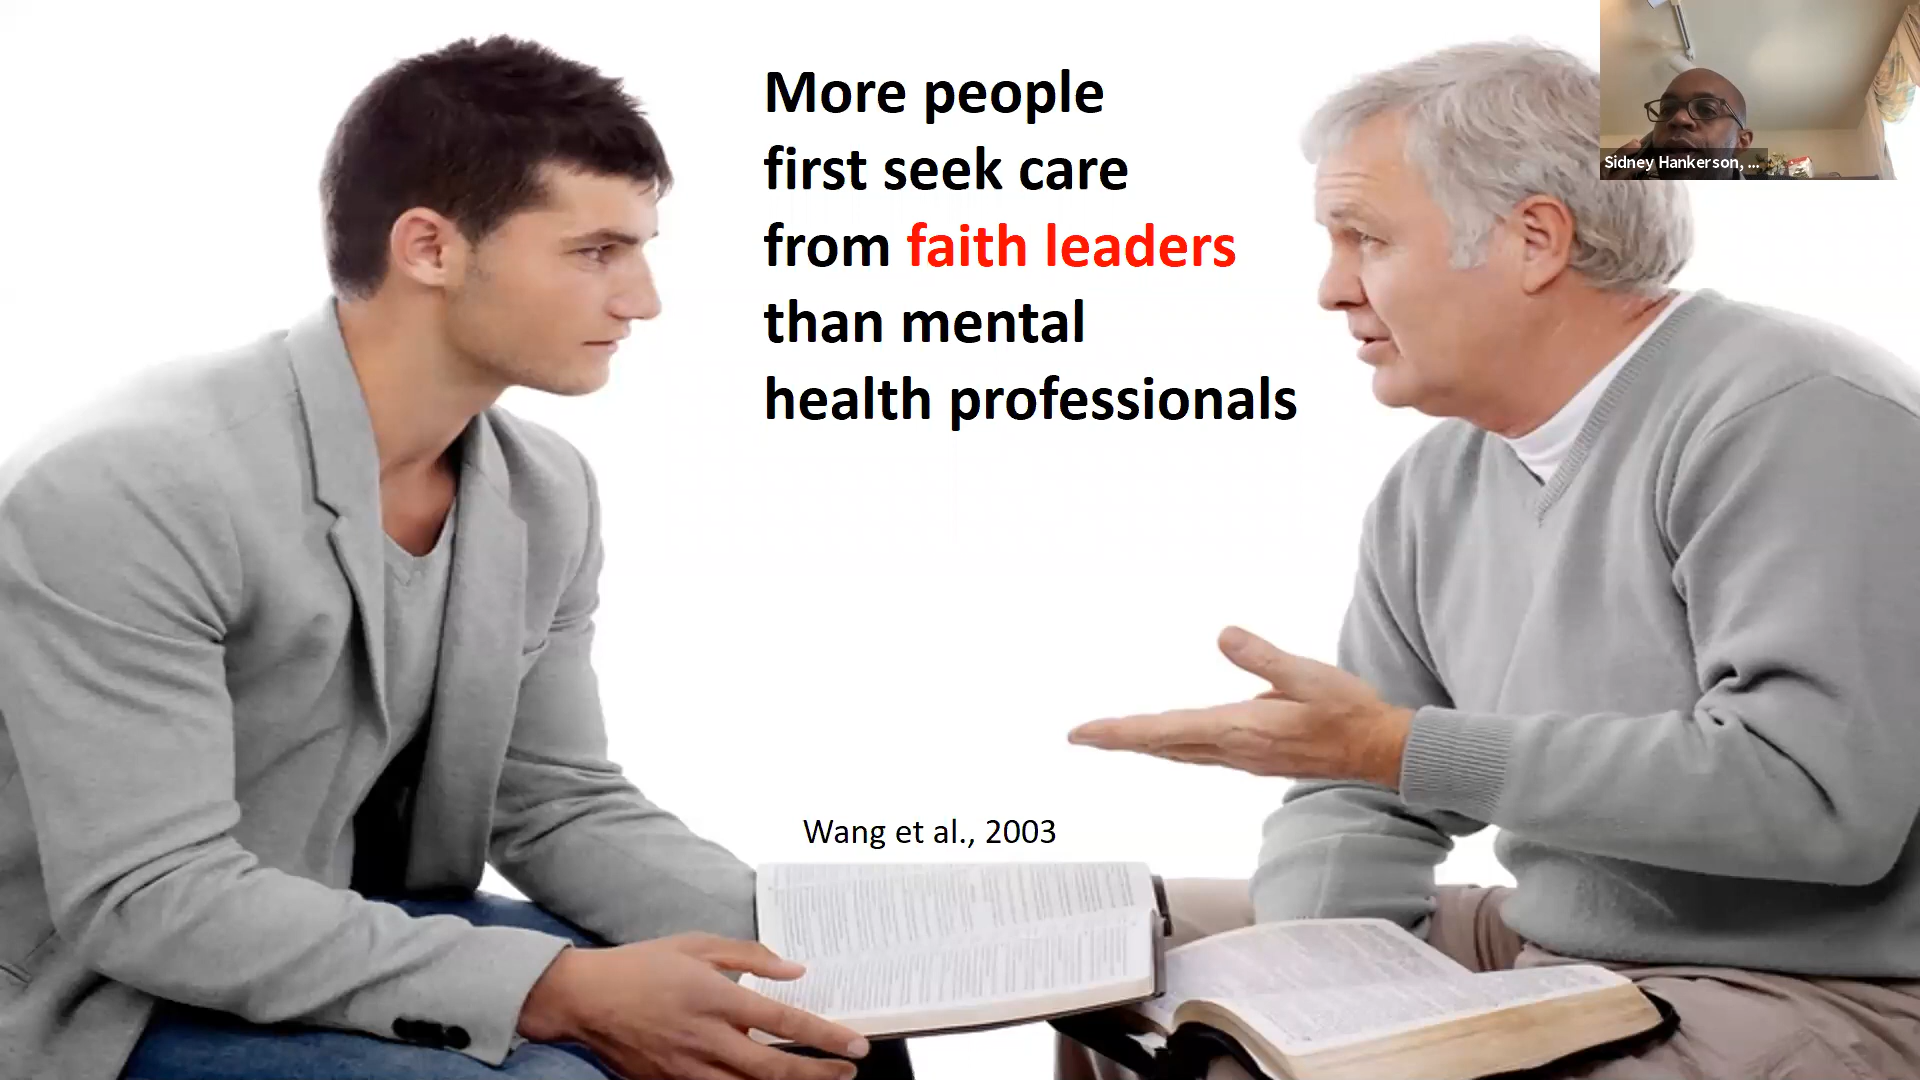 More people
first seek care
from faith leaders
than mental
health professionals
Sidney Hankerson, ...
Wang et al., 2003